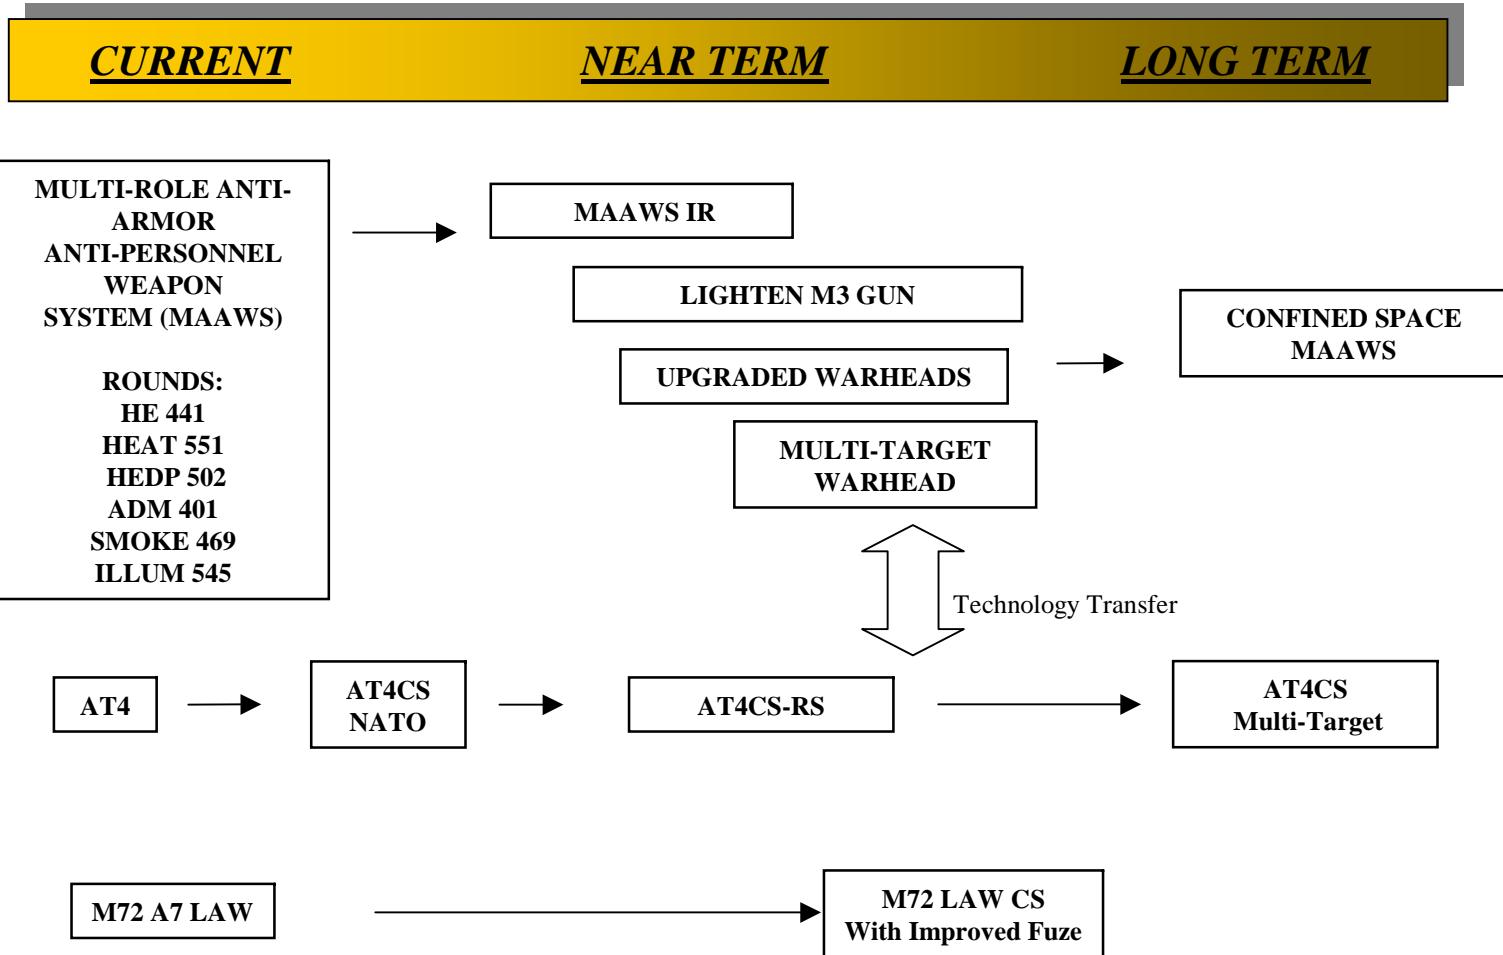 CURRENT NEAR TERM LONG TERM
MULTI-ROLE ANTI-
ARMOR
ANTI-PERSONNEL
WEAPON
SYSTEM (MAAWS)
ROUNDS:
HE 441
HEAT 551
HEDP 502
ADM 401
SMOKE 469
ILLUM 545
MAAWS IR
LIGHTEN M3 GUN
UPGRADED WARHEADS
MULTI-TARGET
WARHEAD
CONFINED SPACE
MAAWS
Technology Transfer
AT4
AT4CS
NATO
AT4CS-RS
AT4CS
Multi-Target
M72 A7 LAW
M72 LAW CS
With Improved Fuze